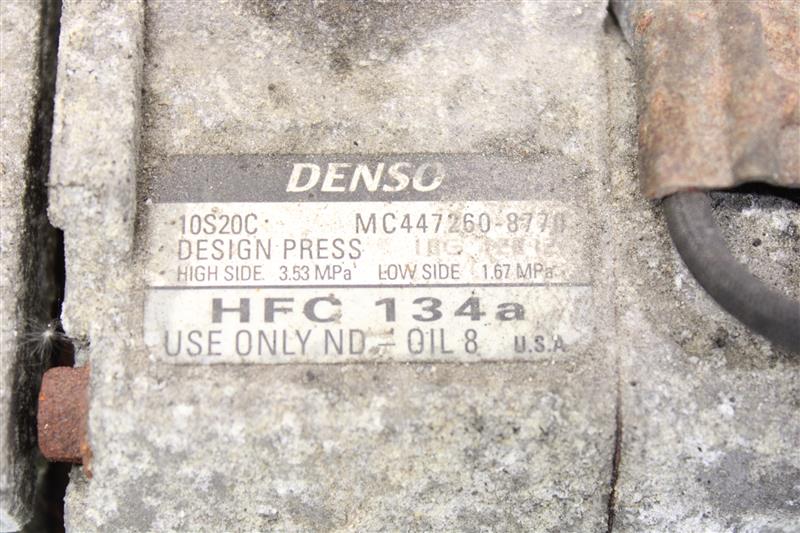 DENSO
10S20C MC447260-8770
DESIGN PRESS
HIGH SIDE 3.53 MPa LOW SIDE 1.67 MPa
HFC 134a
USE ONLY ND-OIL 8 U.S.A